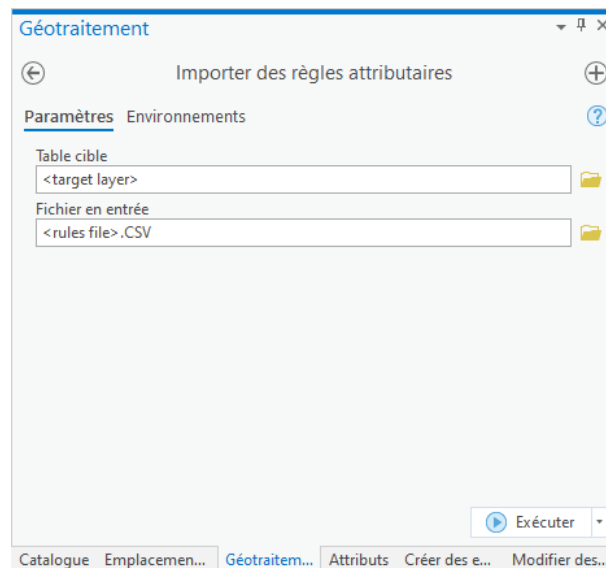 Géotraitement
Importer des règles attributaires
Paramètres Environnements
?
Table cible
<target layer>
Fichier en entrée
<rules file>.CSV
Exécuter
Catalogue Emplacemen... Géotraitem... Attributs Créer des e... Modifier des...